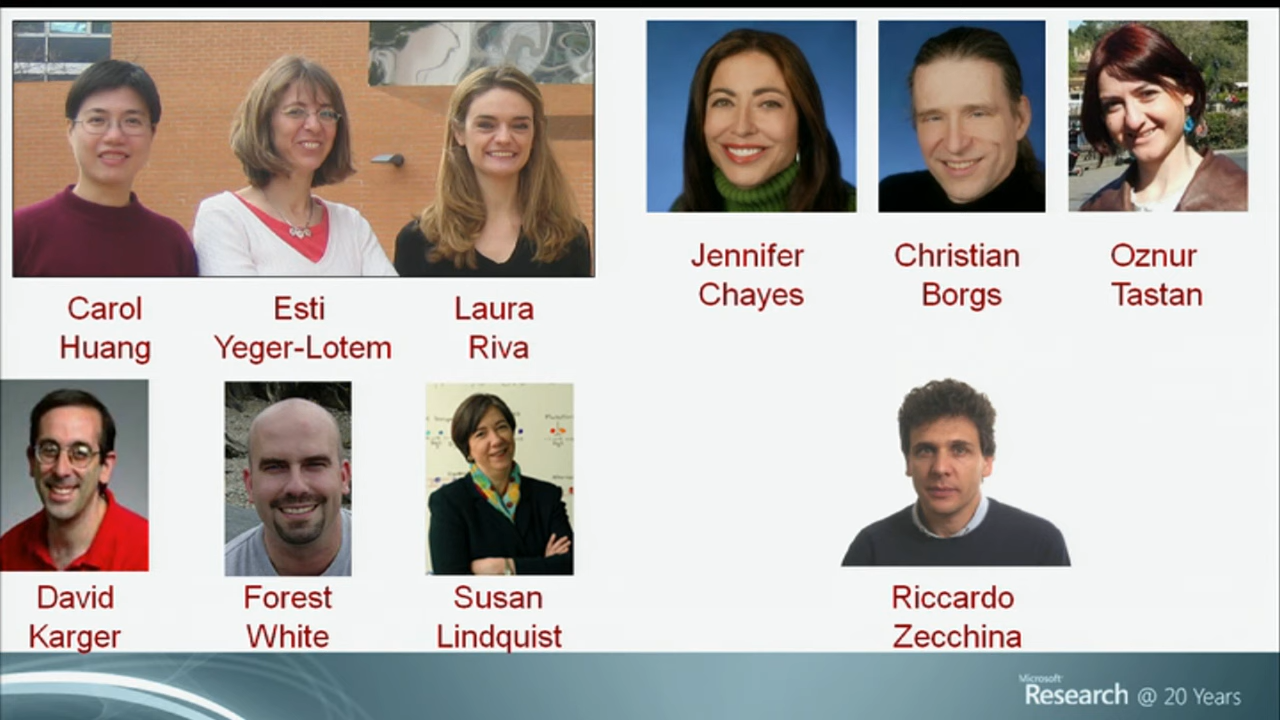 Carol
Huang
Esti
Yeger-Lotem
Laura
Riva
Jennifer
Chayes
Christian
Borgs
Oznur
Tastan
David
Karger
Forest
White
Susan
Lindquist
Riccardo
Zecchina
Microsoft
Research @ 20 Years